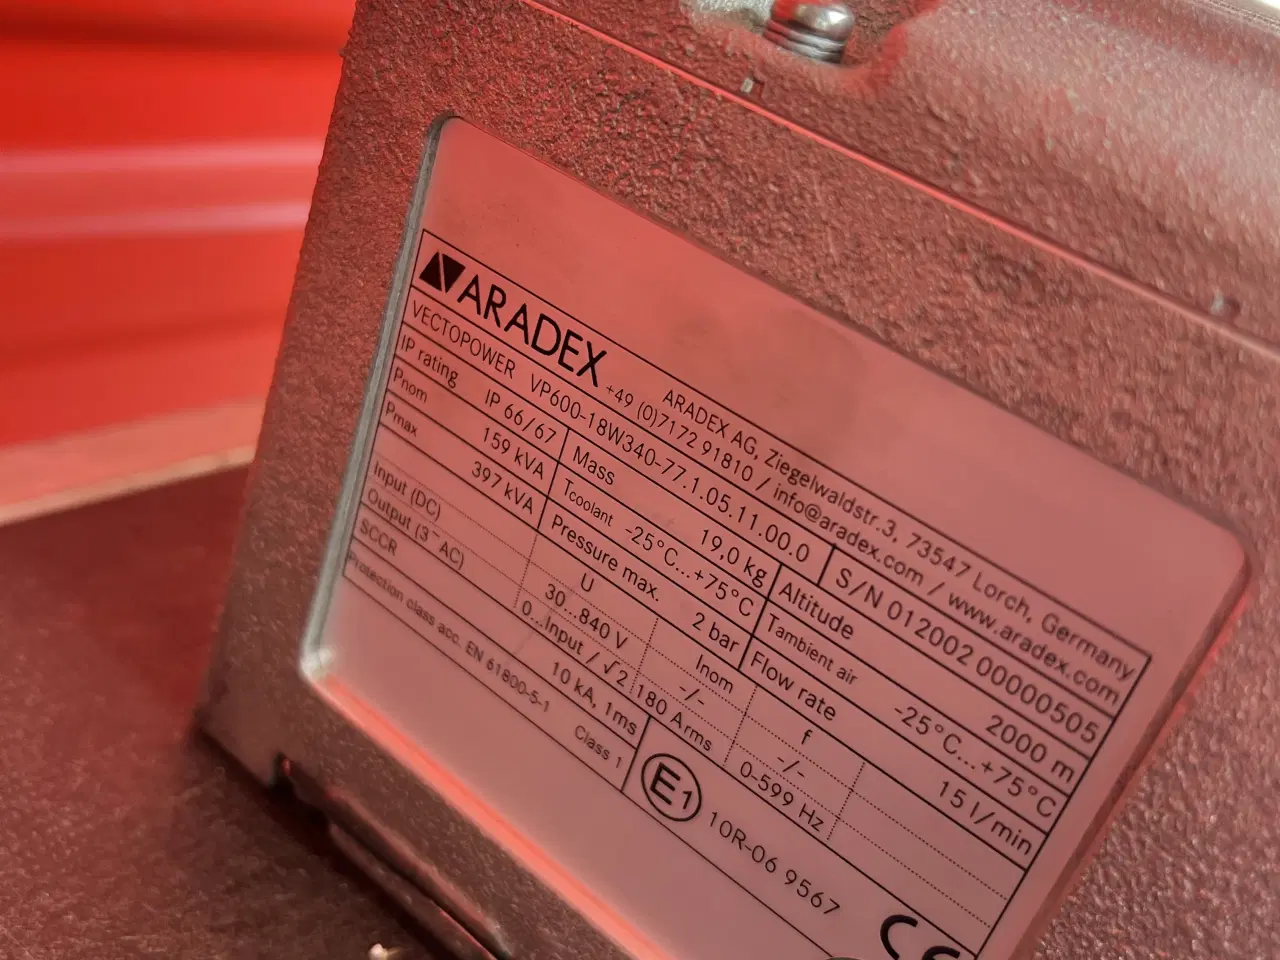 ARADEX
ARADEX AG, Ziegelwaldstr.3, 73547 Lorch, Germany
+49 (0)7172 91810 / info@aradex.com / www.aradex.com
VECTOPOWER VP600-18W340-77.1.05.11.00.0 S/N 012002 00000505
IP rating IP 66/67 Mass 19,0 kg Altitude 2000 m
Pnom 159 kVA Tcoolant -25°C...+75°C Tambient air -25°C...+75°C
Pmax 397 kVA Pressure max. 2 bar Flow rate 15 l/min
U Inom f
Input (DC) 30...840 V -/- -/-
Output (3~AC) 0...Input / √2 180 Arms 0-599 Hz
SCCR 10 kA, 1ms
Protection class acc. EN 61800-5-1 Class 1
E1 10R-06 9567
CE